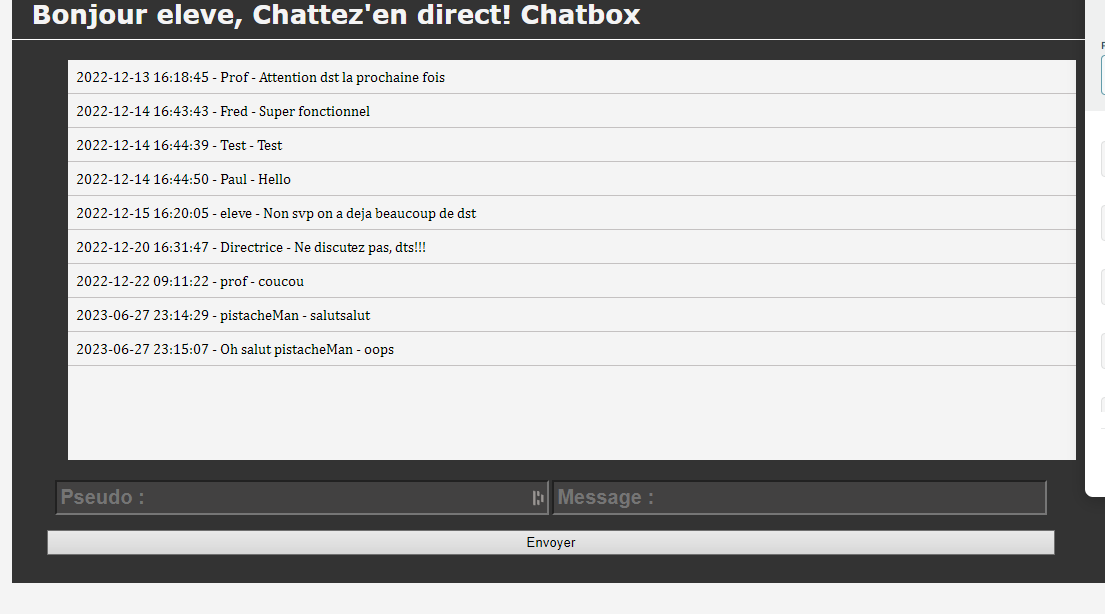 Bonjour eleve, Chattez'en direct! Chatbox
2022-12-13 16:18:45 - Prof - Attention dst la prochaine fois
2022-12-14 16:43:43 - Fred - Super fonctionnel
2022-12-14 16:44:39 - Test - Test
2022-12-14 16:44:50 - Paul - Hello
2022-12-15 16:20:05 - eleve - Non svp on a deja beaucoup de dst
2022-12-20 16:31:47 - Directrice - Ne discutez pas, dts!!!
2022-12-22 09:11:22 - prof - coucou
2023-06-27 23:14:29 - pistacheMan - salutsalut
2023-06-27 23:15:07 - Oh salut pistacheMan - oops
Pseudo : Message :
Envoyer